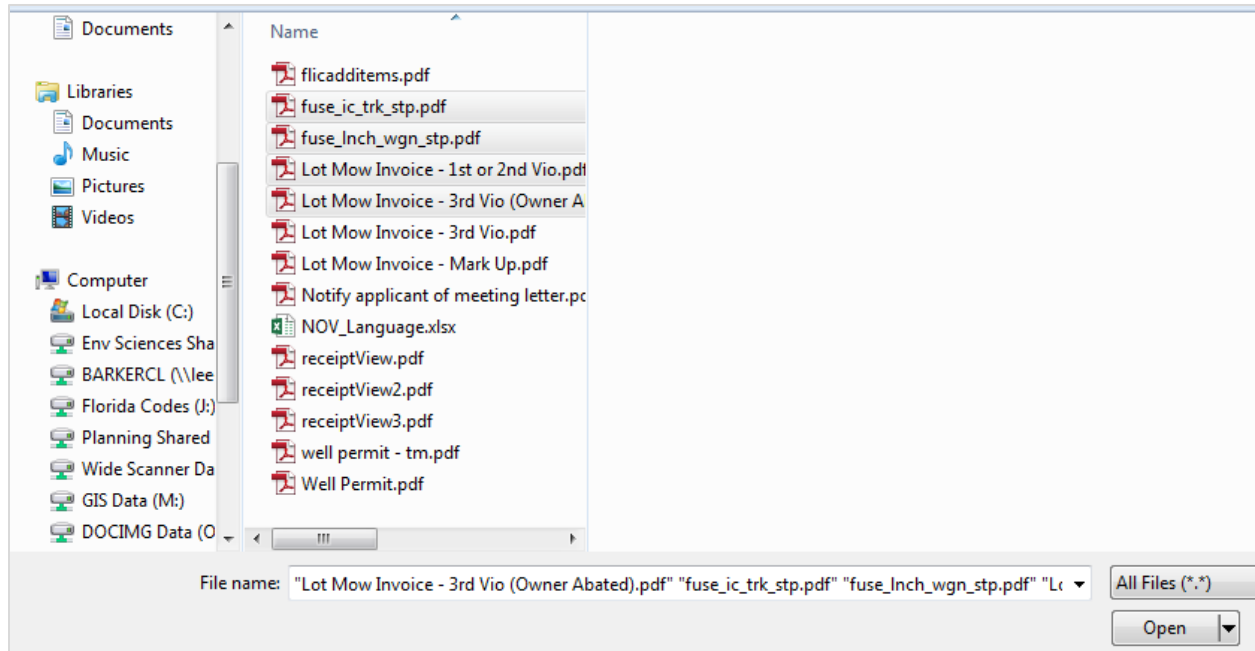 Documents
Libraries
Documents
Music
Pictures
Videos
Computer
Local Disk (C:)
Env Sciences Sha
BARKERCL (\\lee
Florida Codes (J:)
Planning Shared
Wide Scanner Da
GIS Data (M:)
DOCIMG Data (O
Name
flicadditems.pdf
fuse_ic_trk_stp.pdf
fuse_lnch_wgn_stp.pdf
Lot Mow Invoice - 1st or 2nd Vio.pdf
Lot Mow Invoice - 3rd Vio (Owner A
Lot Mow Invoice - 3rd Vio.pdf
Lot Mow Invoice - Mark Up.pdf
Notify applicant of meeting letter.pd
NOV_Language.xlsx
receiptView.pdf
receiptView2.pdf
receiptView3.pdf
well permit - tm.pdf
Well Permit.pdf
File name: "Lot Mow Invoice - 3rd Vio (Owner Abated).pdf" "fuse_ic_trk_stp.pdf" "fuse_lnch_wgn_stp.pdf" "Lo All Files (*.*)
Open